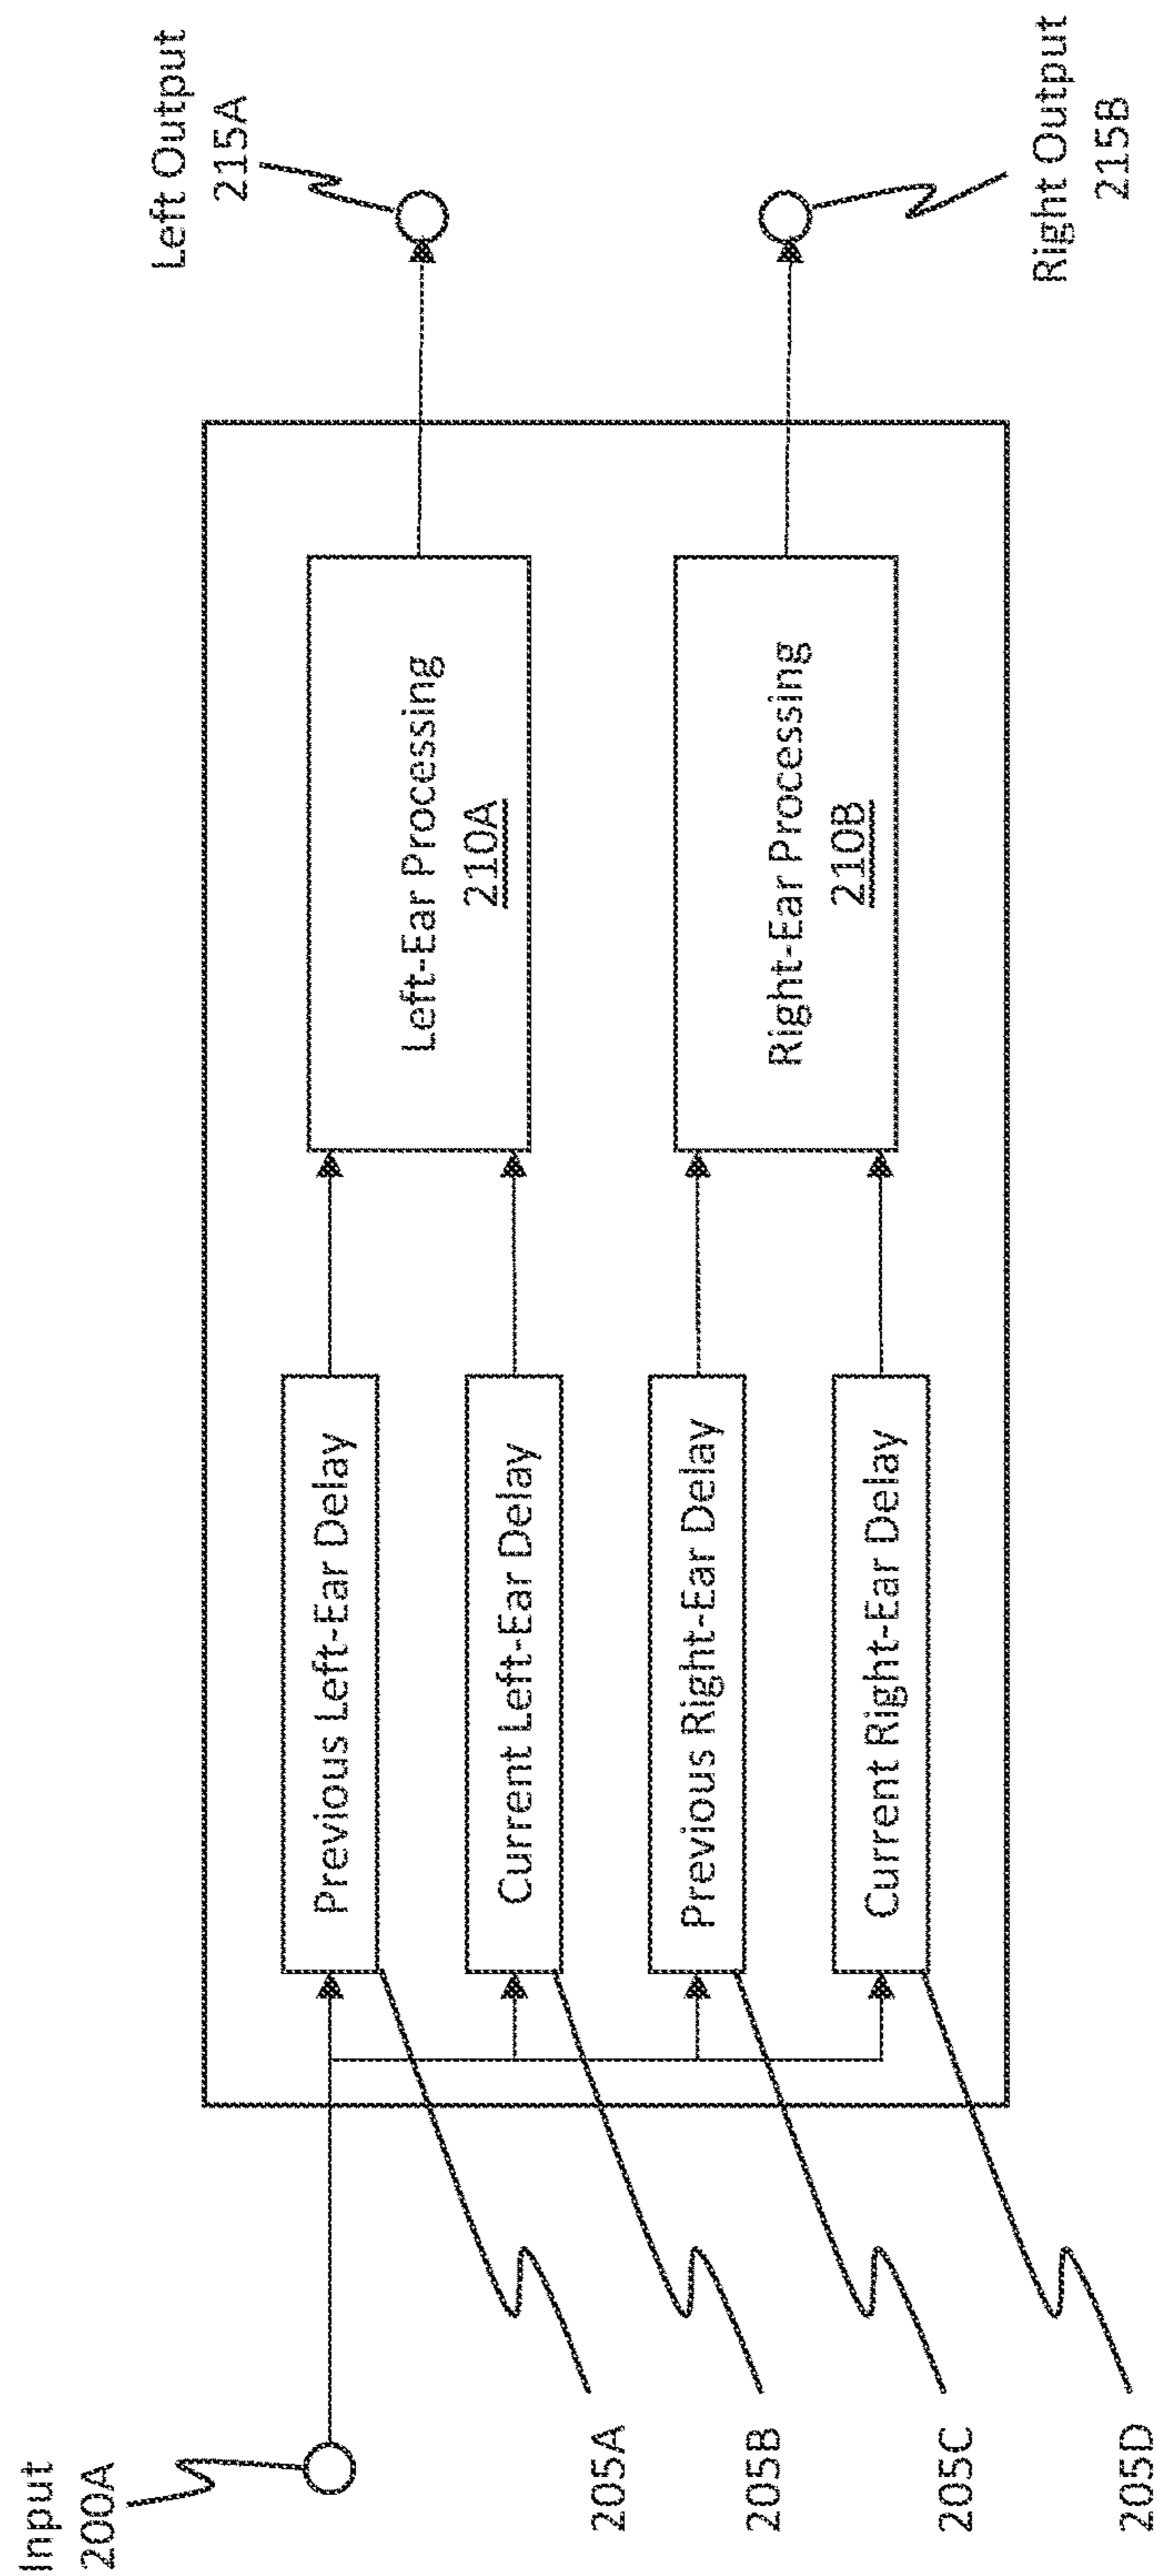 Input
200A
Previous Left-Ear Delay
Current Left-Ear Delay
Previous Right-Ear Delay
Current Right-Ear Delay
205A
205B
205C
205D
Left-Ear Processing
210A
Right-Ear Processing
210B
Left Output
215A
Right Output
215B